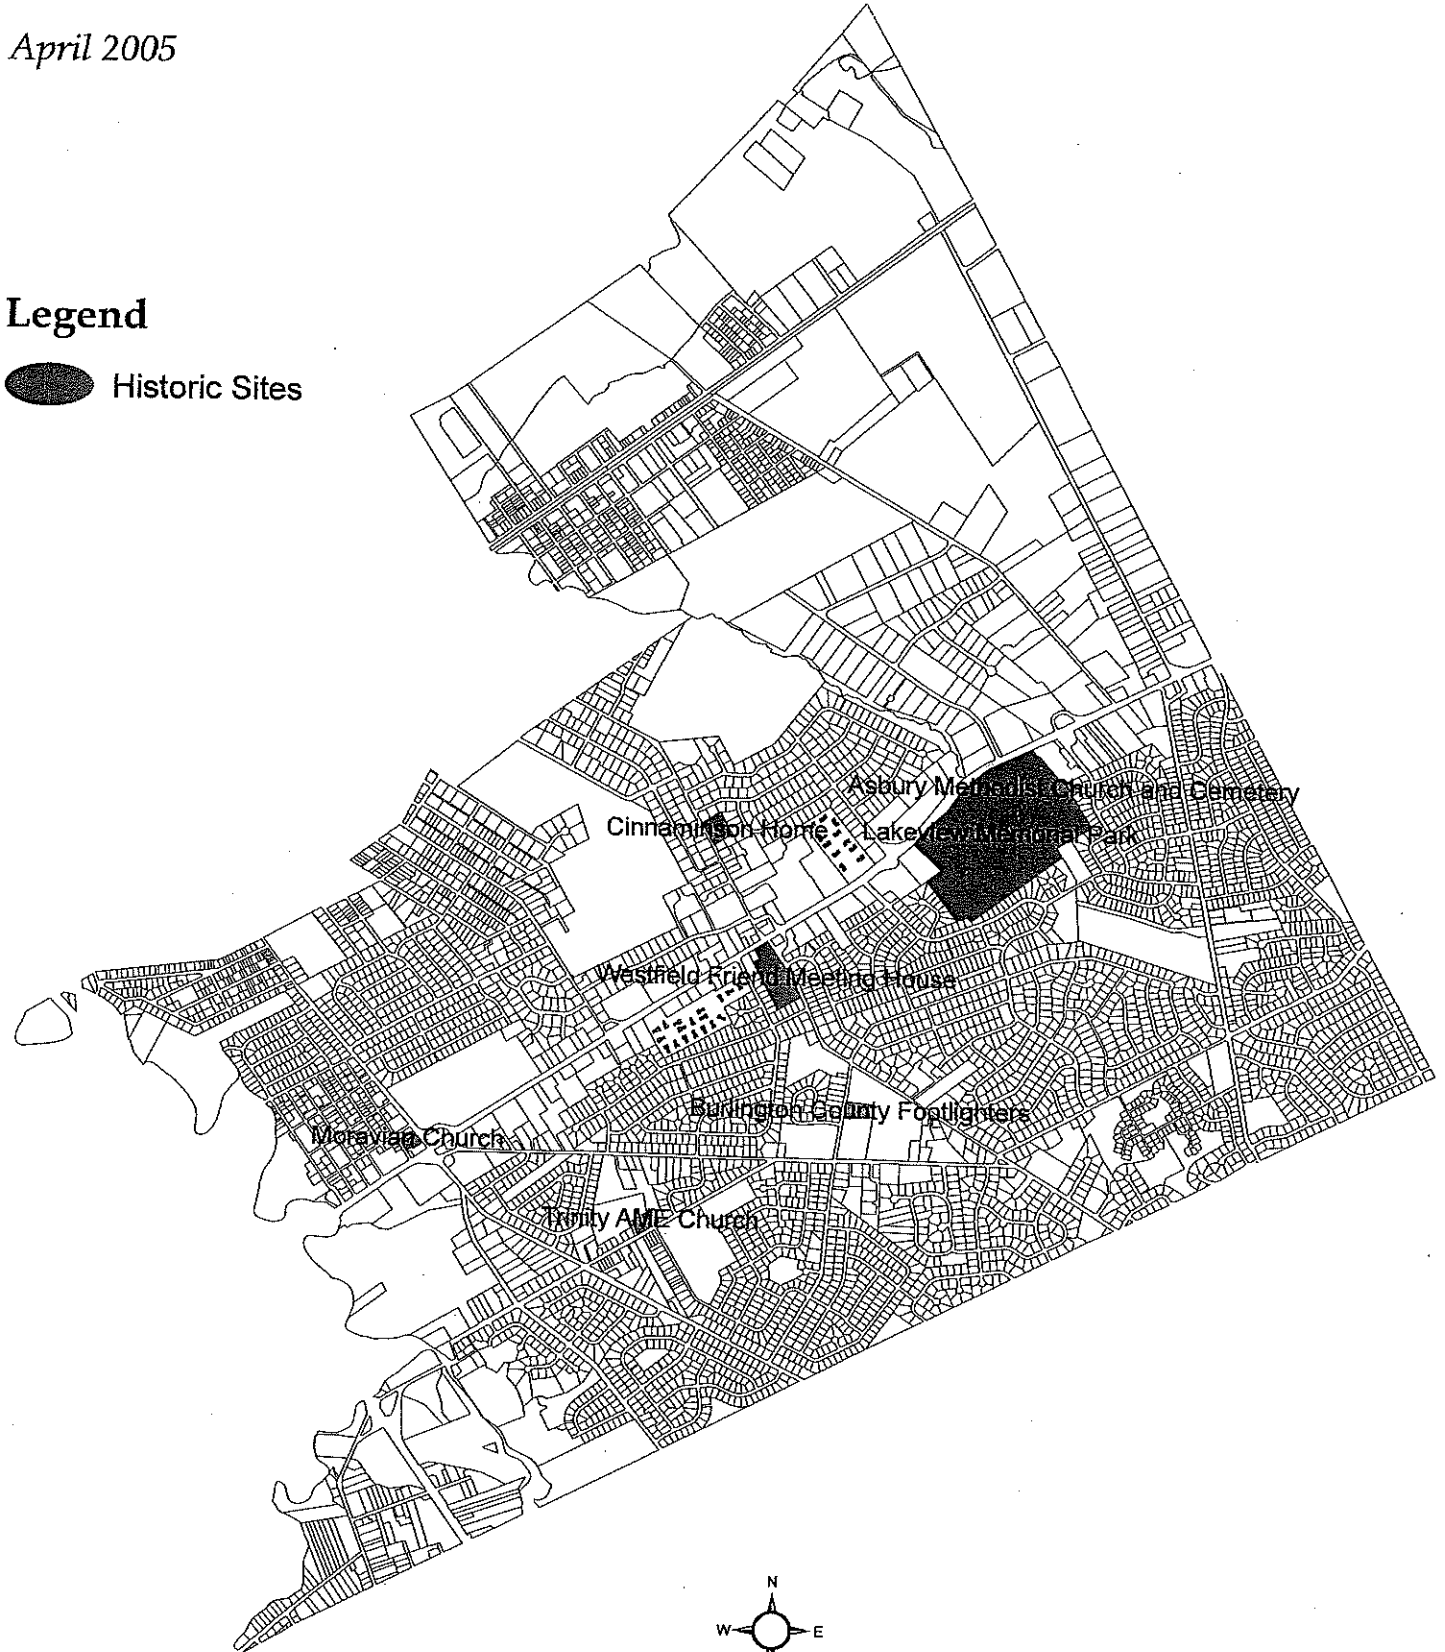 April 2005
Legend
Historic Sites
Asbury Methodist Church and Cemetery
Cinnaminson Home
Lakeview Memorial Park
Westfield Friend Meeting House
Burlington County Footlighters
Moravian Church
Trinity AME Church
N
W E